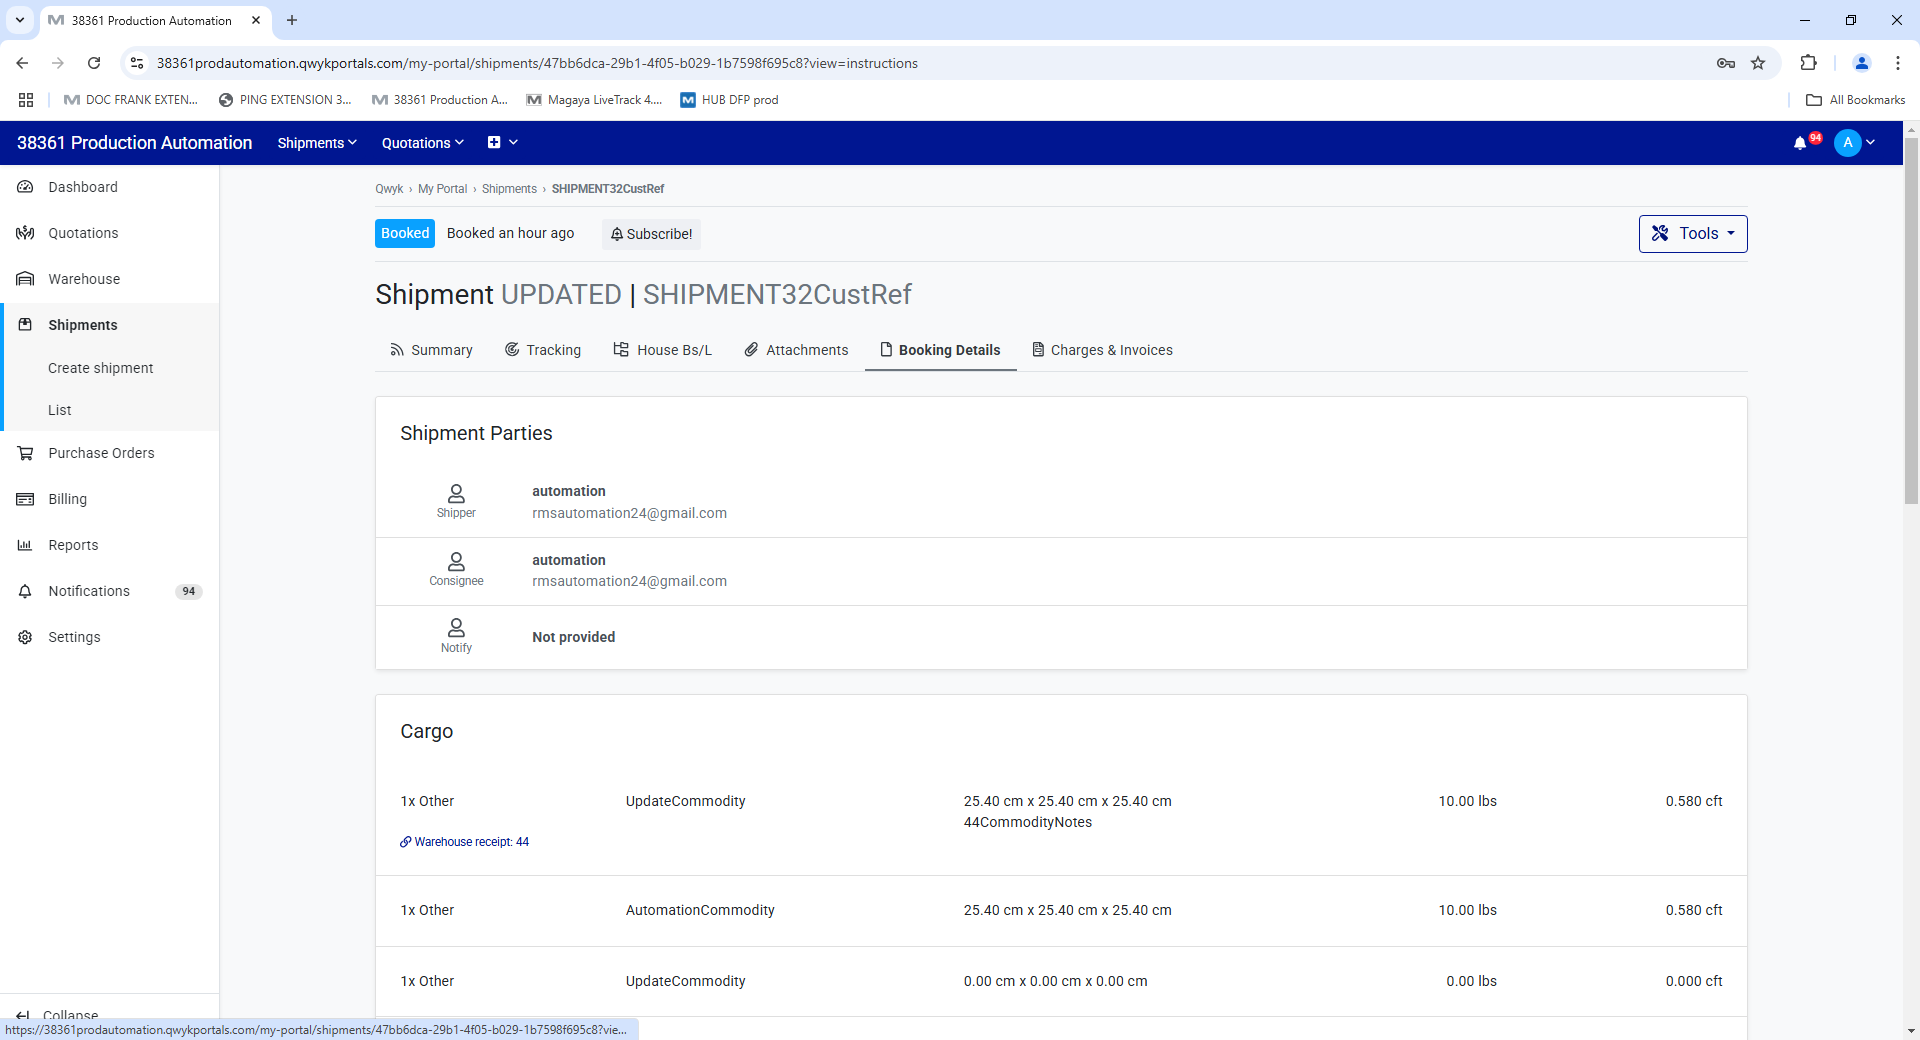 38361 Production Automation
38361prodautomation.qwykportals.com/my-portal/shipments/47bb6dca-29b1-4f05-b029-1b7598f695c8?view=instructions
DOC FRANK EXTEN...
PING EXTENSION 3...
38361 Production A...
Magaya LiveTrack 4....
HUB DFP prod
All Bookmarks
38361 Production Automation
Shipments
Quotations
94
A
Dashboard
Quotations
Warehouse
Shipments
Create shipment
List
Purchase Orders
Billing
Reports
Notifications 94
Settings
Collapse
Qwyk › My Portal › Shipments › SHIPMENT32CustRef
Booked Booked an hour ago Subscribe!
Tools
Shipment UPDATED | SHIPMENT32CustRef
Summary Tracking House Bs/L Attachments Booking Details Charges & Invoices
Shipment Parties
Shipper
automation
rmsautomation24@gmail.com
Consignee
automation
rmsautomation24@gmail.com
Notify
Not provided
Cargo
1x Other UpdateCommodity 25.40 cm x 25.40 cm x 25.40 cm 10.00 lbs 0.580 cft
44CommodityNotes
Warehouse receipt: 44
1x Other AutomationCommodity 25.40 cm x 25.40 cm x 25.40 cm 10.00 lbs 0.580 cft
1x Other UpdateCommodity 0.00 cm x 0.00 cm x 0.00 cm 0.00 lbs 0.000 cft
https://38361prodautomation.qwykportals.com/my-portal/shipments/47bb6dca-29b1-4f05-b029-1b7598f695c8?vie...